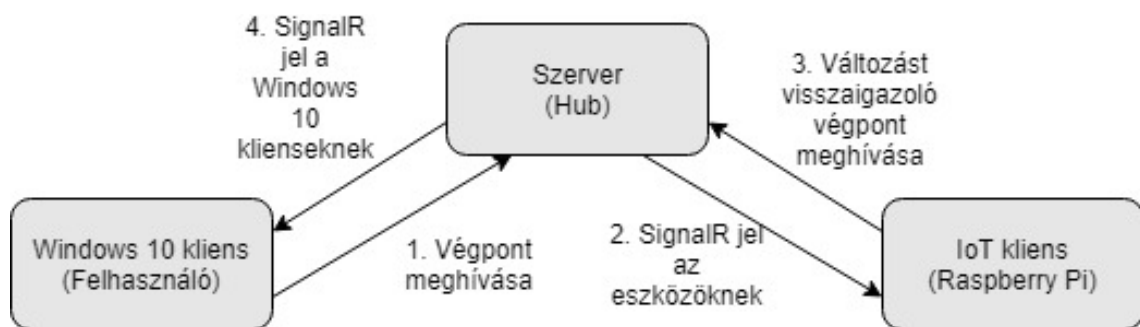 4. SignalR
jel a
Windows
10
klienseknek
Szerver
(Hub)
3. Változást
visszaigazoló
végpont
meghívása
Windows 10 kliens
(Felhasználó)
1. Végpont
meghívása
2. SignalR jel
az
eszközöknek
IoT kliens
(Raspberry Pi)